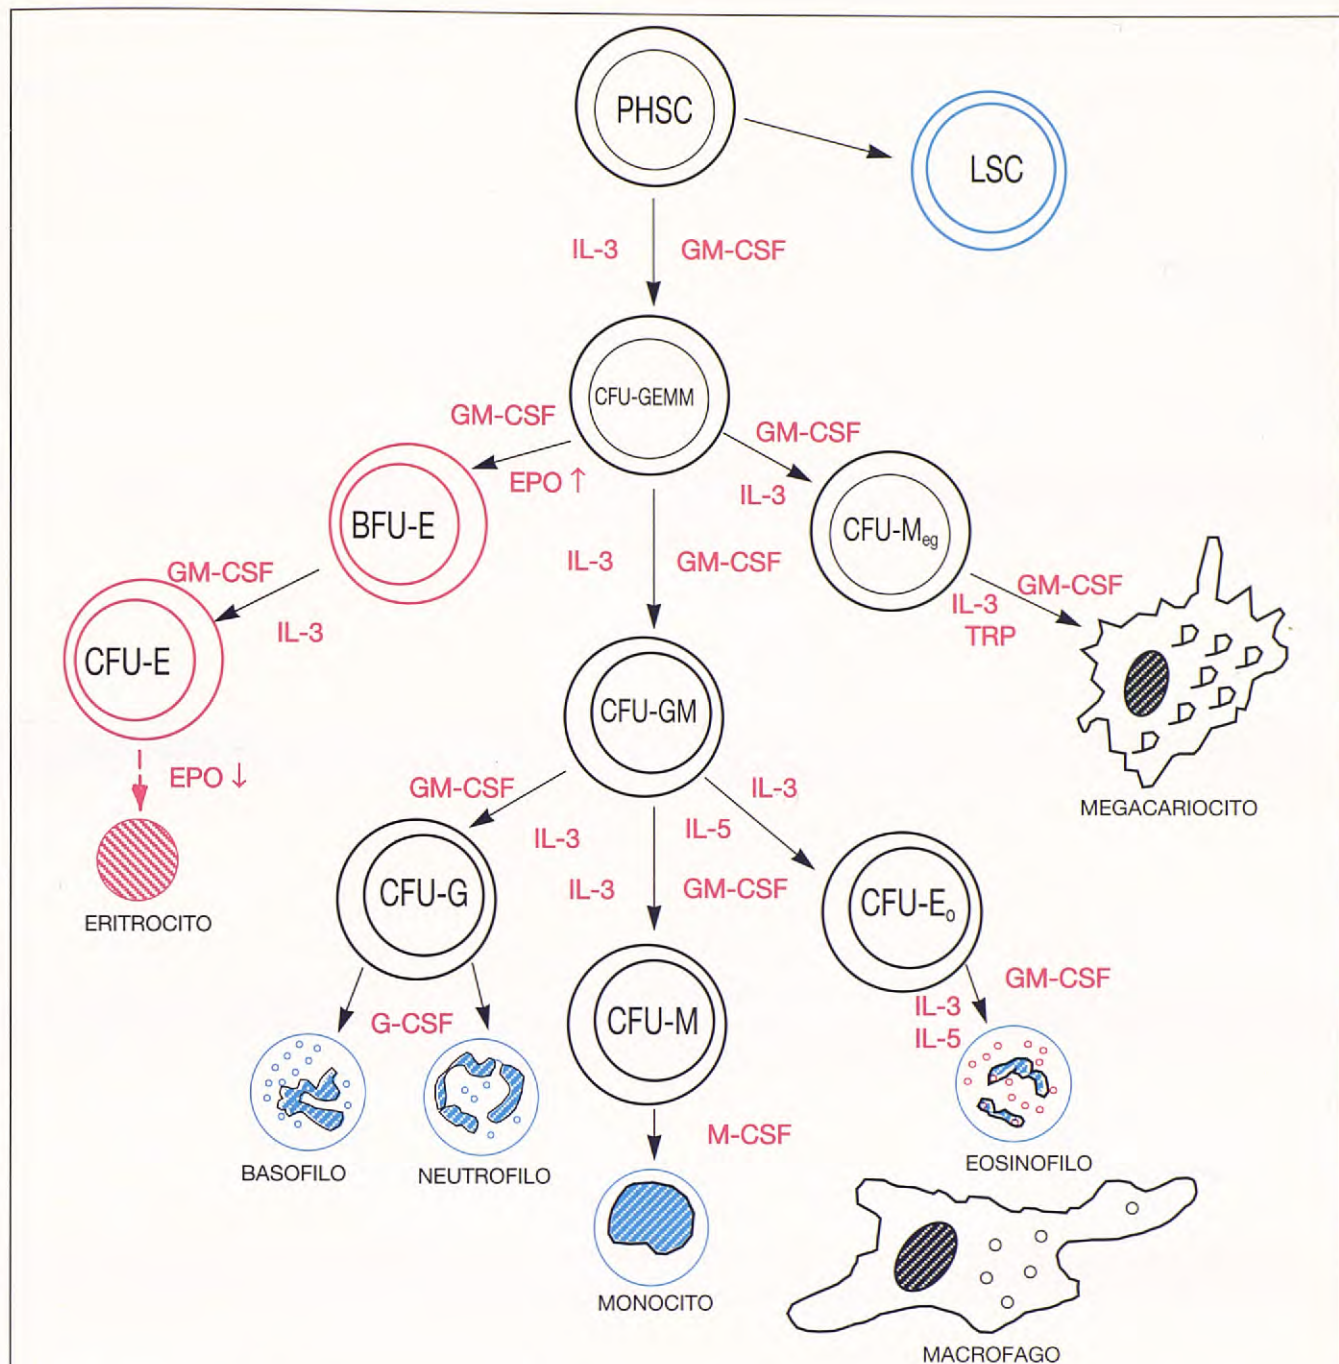 PHSC
LSC
IL-3 GM-CSF
CFU-GEMM
GM-CSF
EPO ↑
GM-CSF
IL-3
BFU-E
CFU-M_eg
IL-3 GM-CSF
GM-CSF
IL-3
GM-CSF
IL-3
TRP
CFU-E
CFU-GM
MEGACARIOCITO
EPO ↓
ERITROCITO
GM-CSF
IL-3
IL-3
IL-5
IL-3 GM-CSF
CFU-G
CFU-E_o
CFU-M
G-CSF
GM-CSF
IL-3
IL-5
BASOFILO
NEUTROFILO
M-CSF
EOSINOFILO
MONOCITO
MACROFAGO